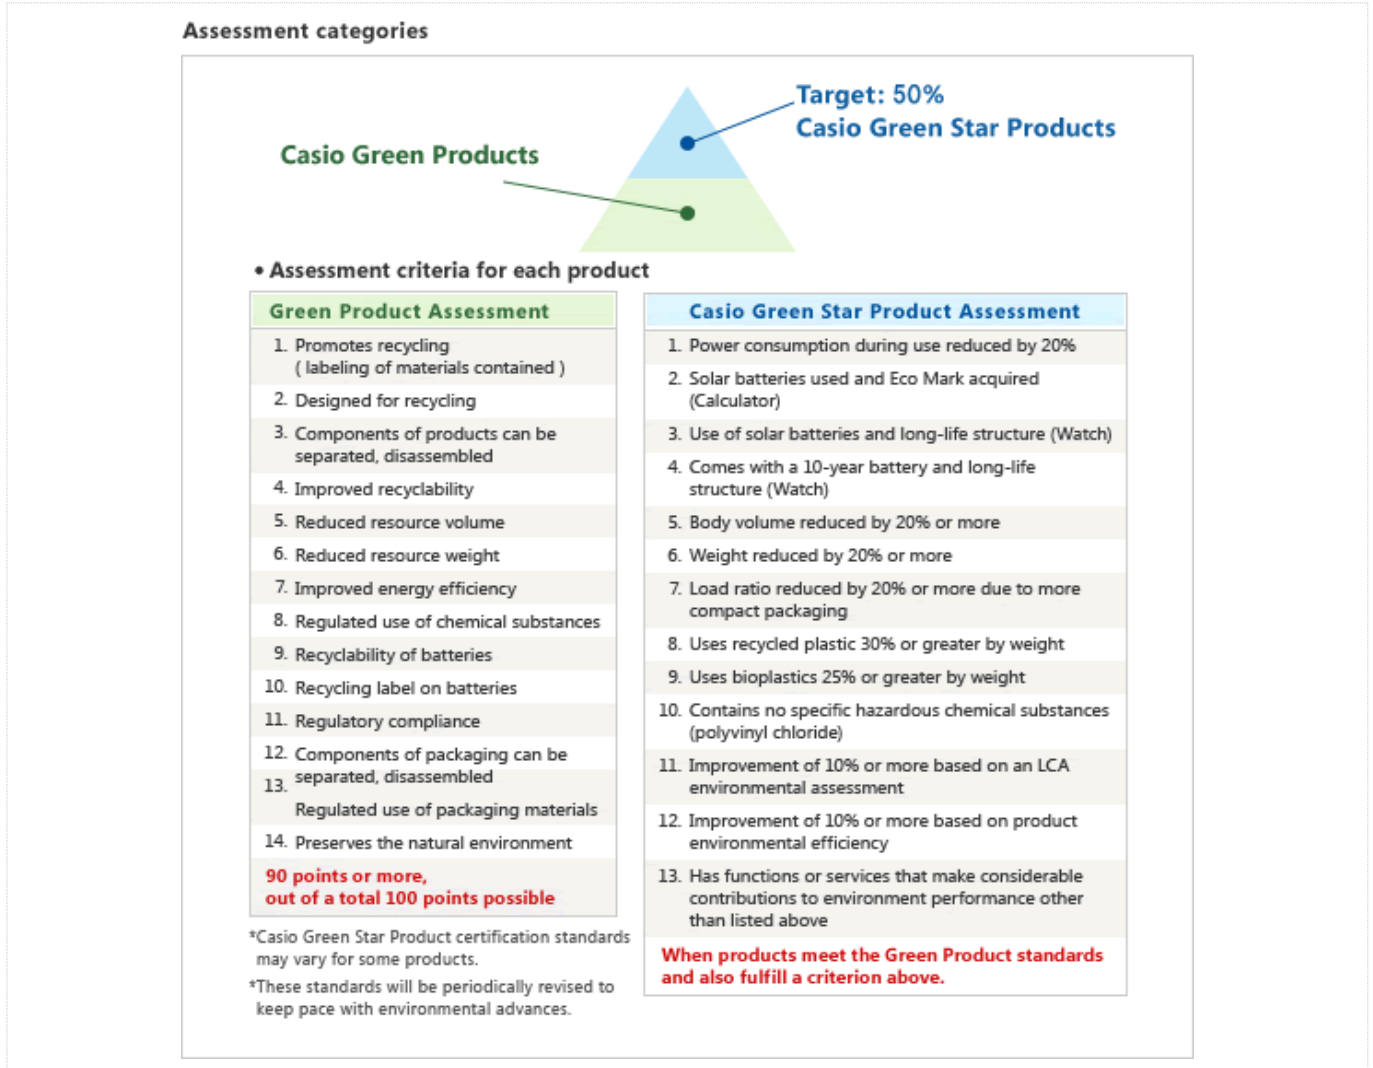 Assessment categories
Target: 50%
Casio Green Star Products
Casio Green Products
• Assessment criteria for each product
Green Product Assessment
1. Promotes recycling
( labeling of materials contained )
2. Designed for recycling
3. Components of products can be
separated, disassembled
4. Improved recyclability
5. Reduced resource volume
6. Reduced resource weight
7. Improved energy efficiency
8. Regulated use of chemical substances
9. Recyclability of batteries
10. Recycling label on batteries
11. Regulatory compliance
12. Components of packaging can be
separated, disassembled
13.
Regulated use of packaging materials
14. Preserves the natural environment
90 points or more,
out of a total 100 points possible
*Casio Green Star Product certification standards
may vary for some products.
*These standards will be periodically revised to
keep pace with environmental advances.
Casio Green Star Product Assessment
1. Power consumption during use reduced by 20%
2. Solar batteries used and Eco Mark acquired
(Calculator)
3. Use of solar batteries and long-life structure (Watch)
4. Comes with a 10-year battery and long-life
structure (Watch)
5. Body volume reduced by 20% or more
6. Weight reduced by 20% or more
7. Load ratio reduced by 20% or more due to more
compact packaging
8. Uses recycled plastic 30% or greater by weight
9. Uses bioplastics 25% or greater by weight
10. Contains no specific hazardous chemical substances
(polyvinyl chloride)
11. Improvement of 10% or more based on an LCA
environmental assessment
12. Improvement of 10% or more based on product
environmental efficiency
13. Has functions or services that make considerable
contributions to environment performance other
than listed above
When products meet the Green Product standards
and also fulfill a criterion above.